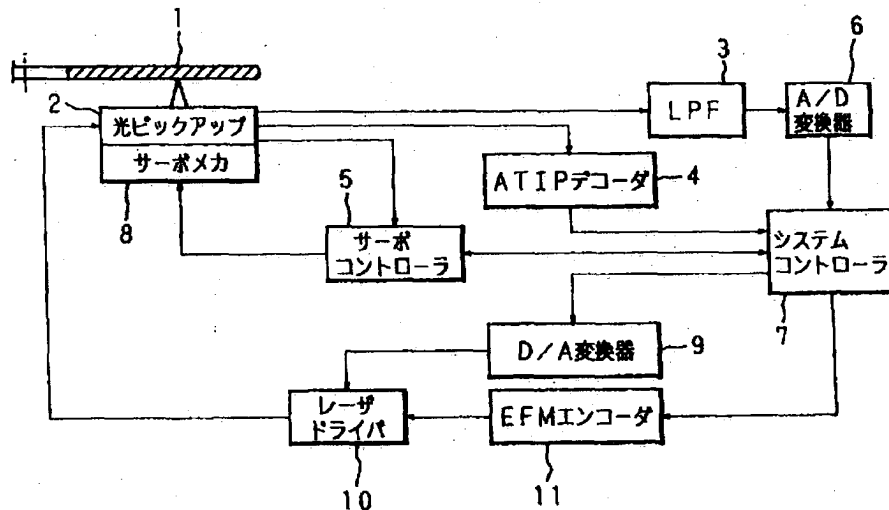 1
2
光ピックアップ
サーボメカ
8
3
LPF
6
A/D
変換器
ATIPデコーダ
4
5
サーボ
コントローラ
システム
コントローラ
7
D/A変換器
9
レーザ
ドライバ
10
EFMエンコーダ
11